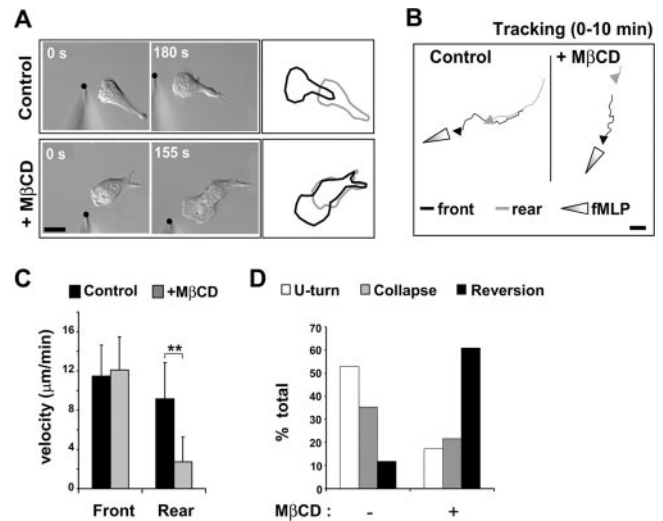 A
B
Tracking (0-10 min)
Control
0 s
180 s
Control
+ MβCD
+ MβCD
0 s
155 s
front
rear
fMLP
C
D
Control
+MβCD
U-turn
Collapse
Reversion
velocity (μm/min)
16
12
8
4
0
**
Front
Rear
% total
70
60
50
40
30
20
10
0
MβCD :
-
+